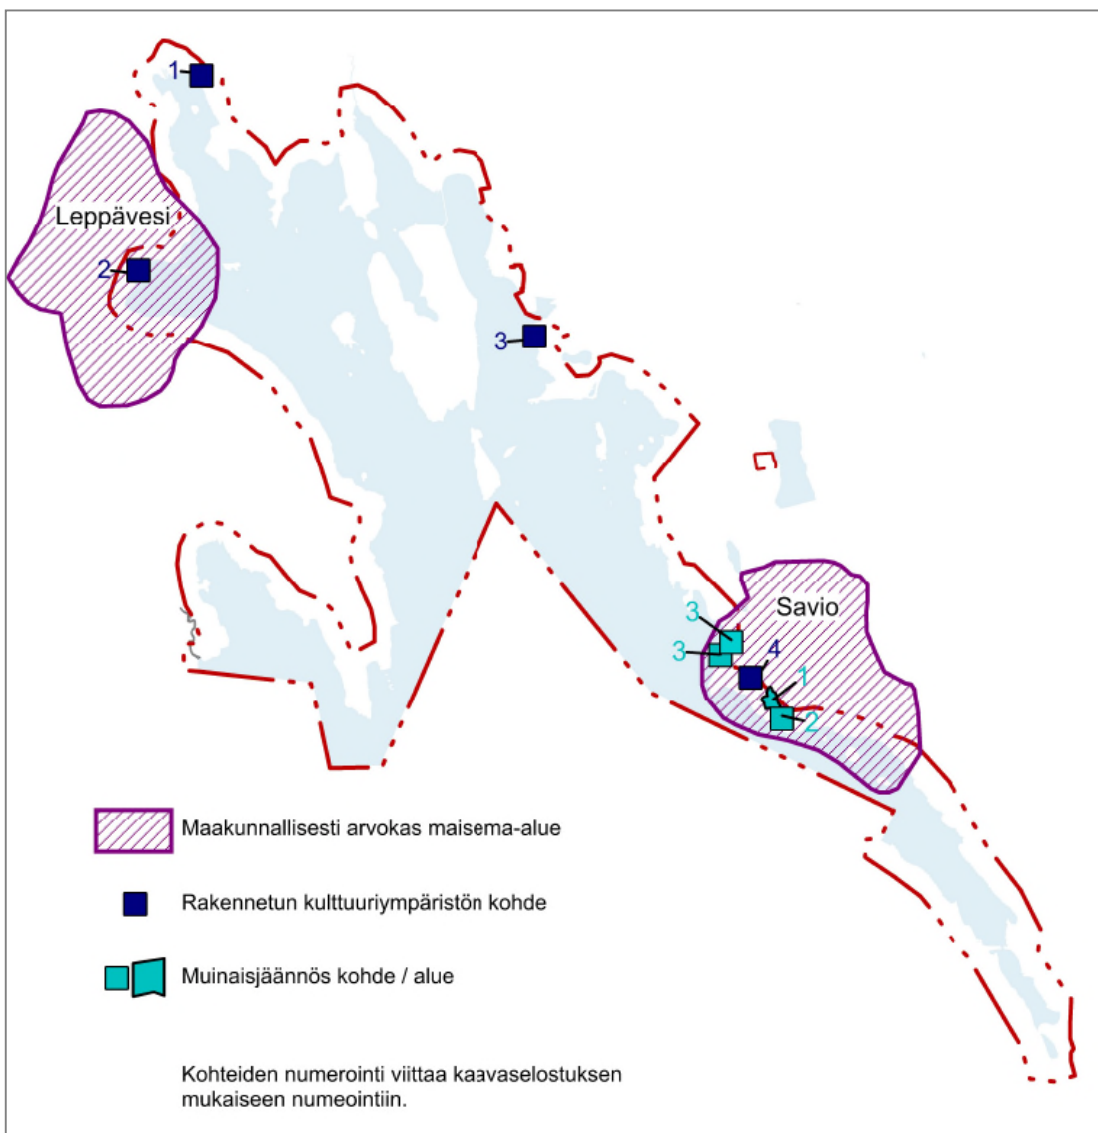 1
Leppävesi
2
3
Savio
3
3
4
1
2
Maakunnallisesti arvokas maisema-alue
Rakennetun kulttuuriympäristön kohde
Muinaisjäännös kohde / alue
Kohteiden numerointi viittaa kaavaselostuksen
mukaiseen numeointiin.